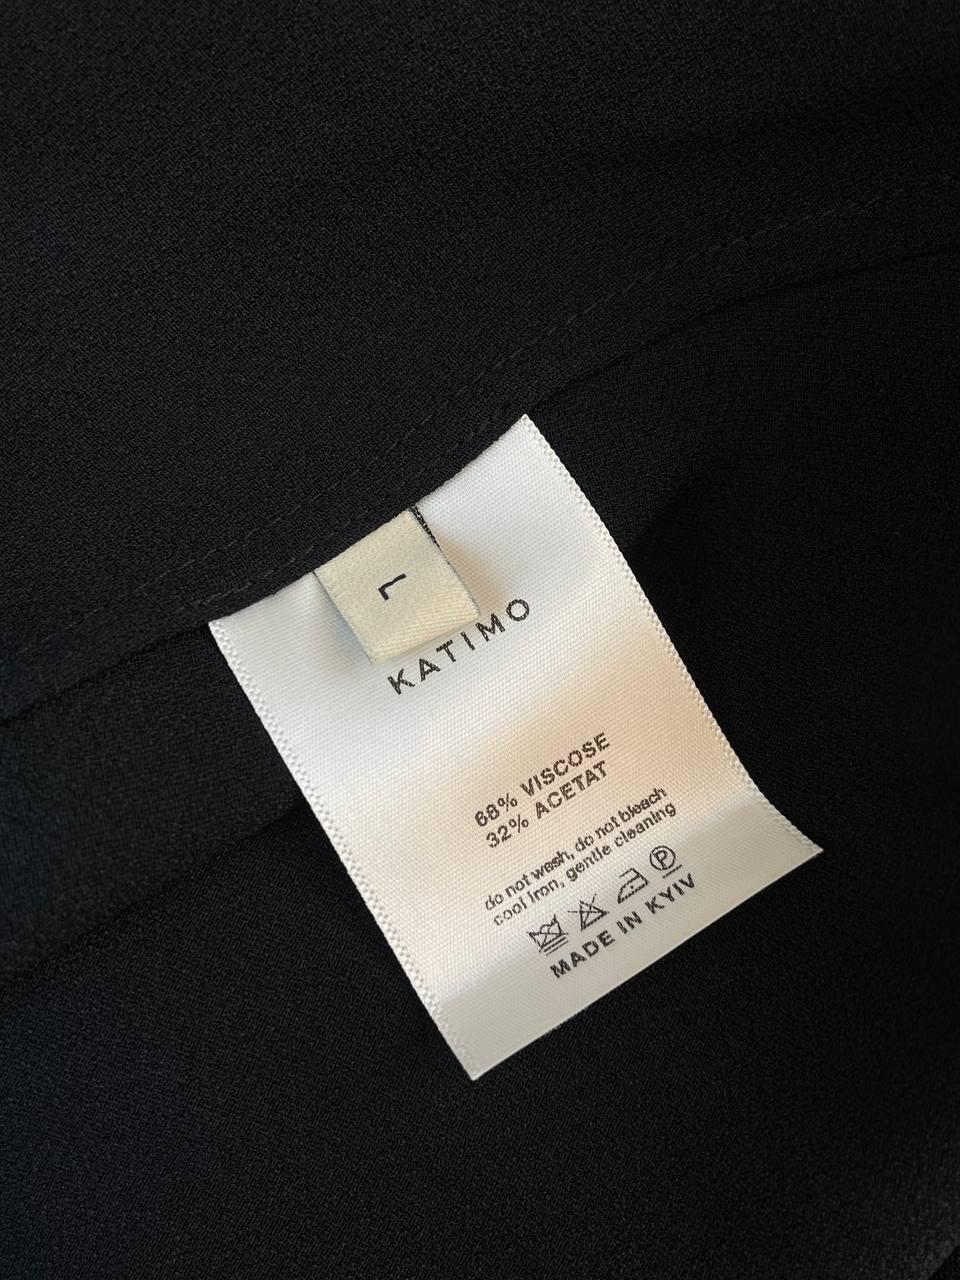 L
KATIMO
68% VISCOSE
32% ACETAT
do not wash, do not bleach
cool iron, gentle cleaning
P
MADE IN KYIV